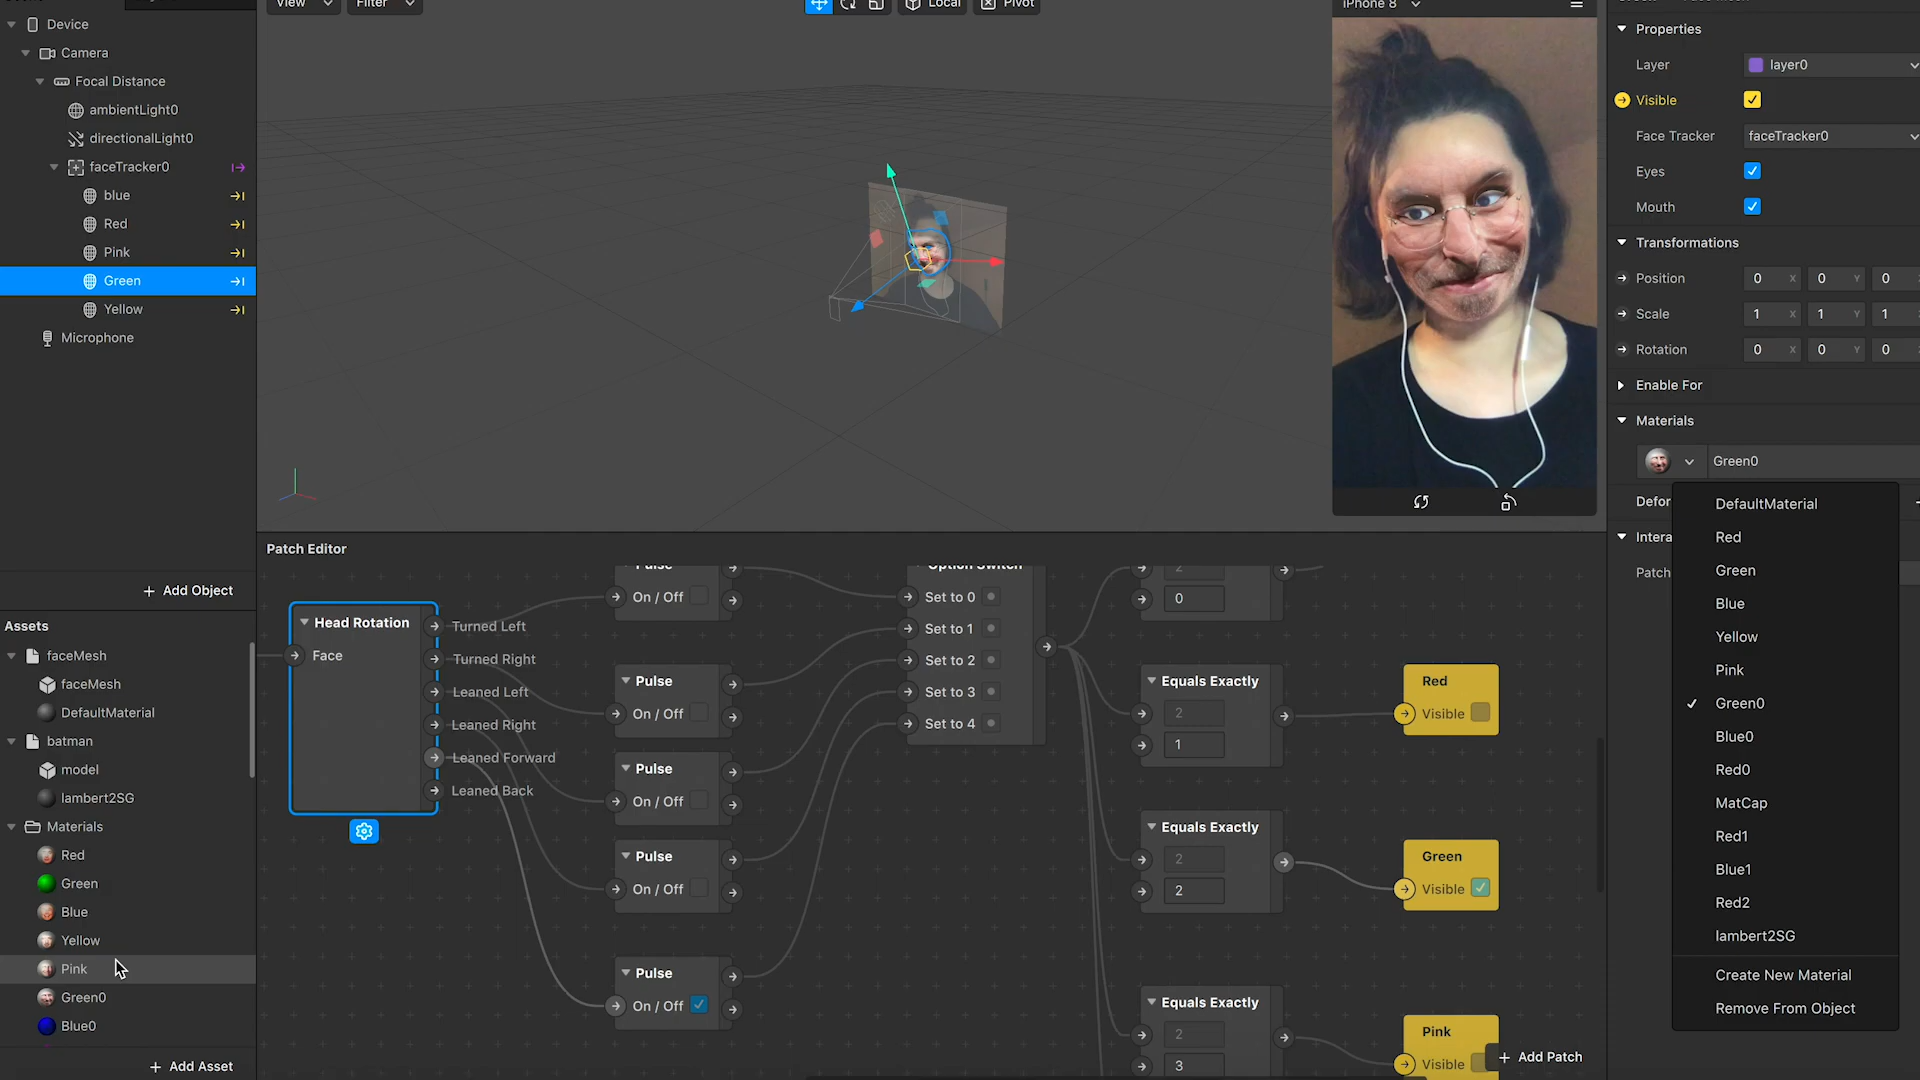 View
Filter
Local
Pivot
iPhone 8
Device
Camera
Focal Distance
ambientLight0
directionalLight0
faceTracker0
blue
Red
Pink
Green
Yellow
Microphone
+ Add Object
Assets
faceMesh
faceMesh
DefaultMaterial
batman
model
lambert2SG
Materials
Red
Green
Blue
Yellow
Pink
Green0
Blue0
+ Add Asset
Patch Editor
Head Rotation
Face
Turned Left
Turned Right
Leaned Left
Leaned Right
Leaned Forward
Leaned Back
Pulse
On / Off
Pulse
On / Off
Pulse
On / Off
Pulse
On / Off
Pulse
On / Off
Option Switch
Set to 0
Set to 1
Set to 2
Set to 3
Set to 4
2
0
Equals Exactly
2
1
Equals Exactly
2
2
Equals Exactly
2
3
Red
Visible
Green
Visible
Pink
Visible
+ Add Patch
Properties
Layer layer0
Visible
Face Tracker faceTracker0
Eyes
Mouth
Transformations
Position 0 X 0 Y 0
Scale 1 X 1 Y 1
Rotation 0 X 0 Y 0
Enable For
Materials
Green0
Defor
Intera
Patch
DefaultMaterial
Red
Green
Blue
Yellow
Pink
Green0
Blue0
Red0
MatCap
Red1
Blue1
Red2
lambert2SG
Create New Material
Remove From Object